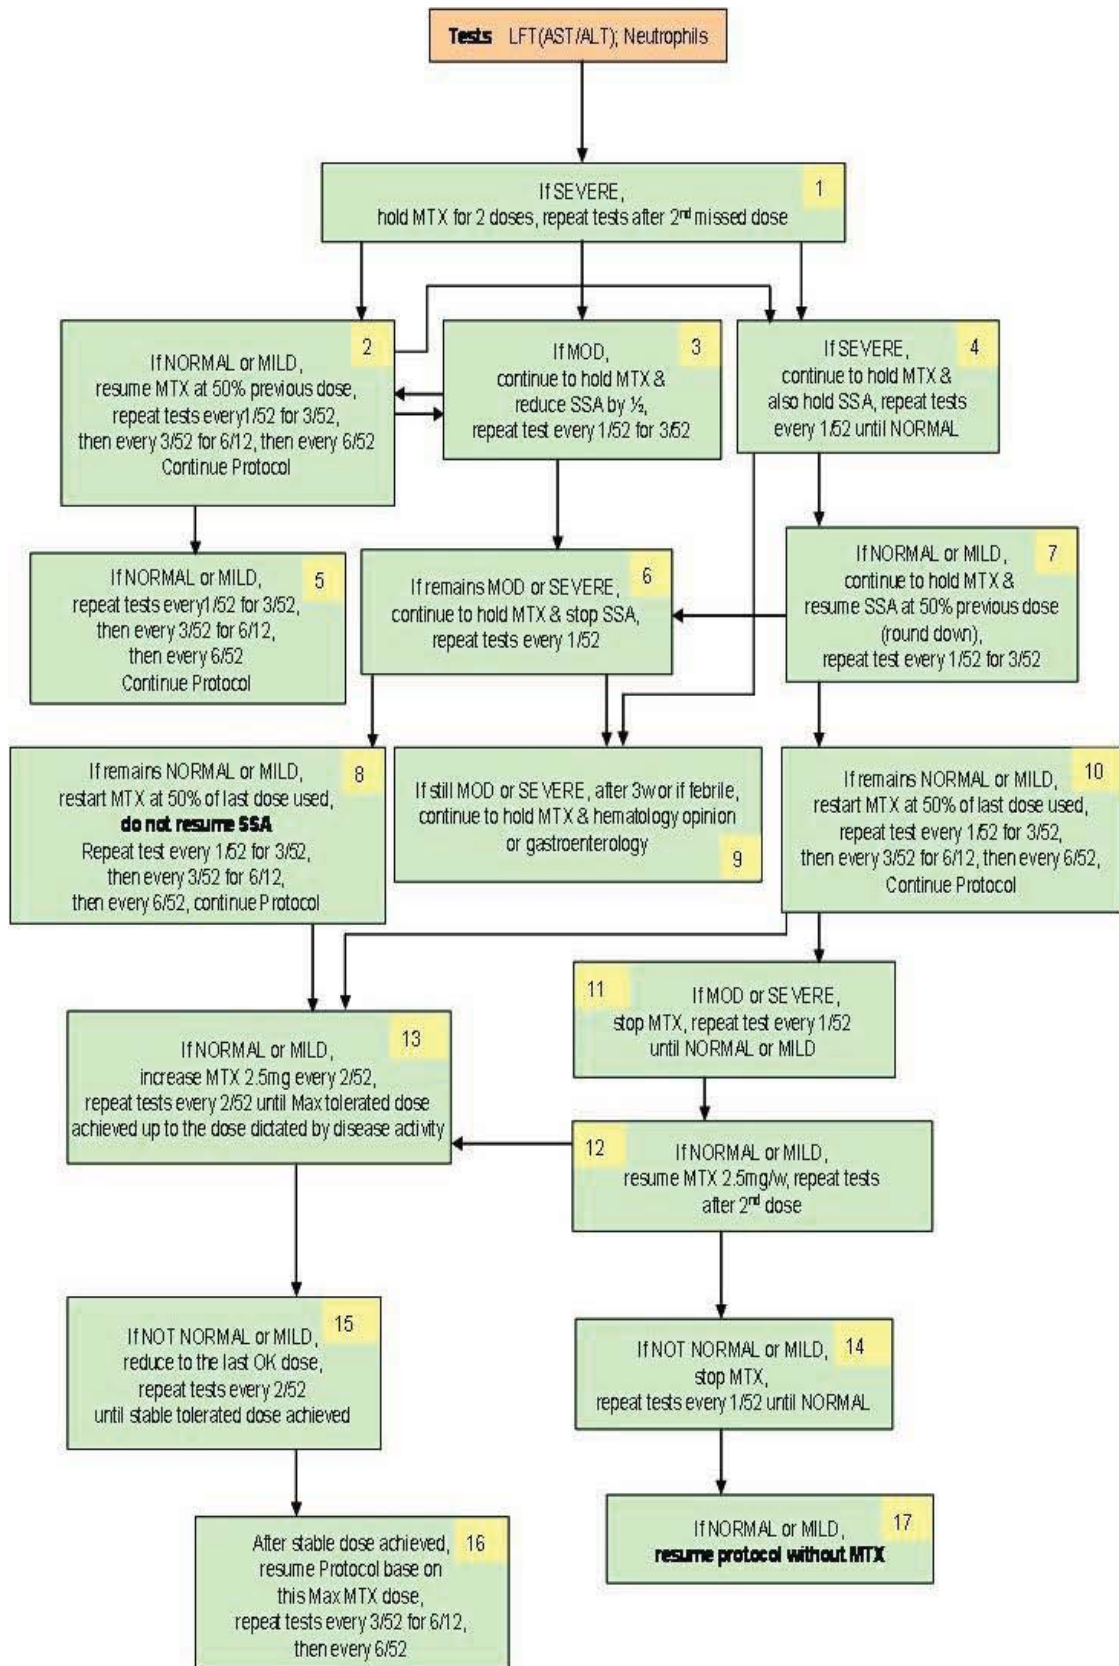 Tests LFT(AST/ALT); Neutrophils
1
If SEVERE,
hold MTX for 2 doses, repeat tests after 2nd missed dose
2
If NORMAL or MILD,
resume MTX at 50% previous dose,
repeat tests every1/52 for 3/52,
then every 3/52 for 6/12, then every 6/52
Continue Protocol
3
If MOD,
continue to hold MTX &
reduce SSA by ½,
repeat test every 1/52 for 3/52
4
If SEVERE,
continue to hold MTX &
also hold SSA, repeat tests
every 1/52 until NORMAL
5
If NORMAL or MILD,
repeat tests every1/52 for 3/52,
then every 3/52 for 6/12,
then every 6/52
Continue Protocol
6
If remains MOD or SEVERE,
continue to hold MTX & stop SSA,
repeat tests every 1/52
7
If NORMAL or MILD,
continue to hold MTX &
resume SSA at 50% previous dose
(round down),
repeat test every 1/52 for 3/52
8
If remains NORMAL or MILD,
restart MTX at 50% of last dose used,
do not resume SSA
Repeat test every 1/52 for 3/52,
then every 3/52 for 6/12,
then every 6/52, continue Protocol
If still MOD or SEVERE, after 3w or if febrile,
continue to hold MTX & hematology opinion
or gastroenterology
9
10
If remains NORMAL or MILD,
restart MTX at 50% of last dose used,
repeat test every 1/52 for 3/52,
then every 3/52 for 6/12, then every 6/52,
Continue Protocol
11
If MOD or SEVERE,
stop MTX, repeat test every 1/52
until NORMAL or MILD
13
If NORMAL or MILD,
increase MTX 2.5mg every 2/52,
repeat tests every 2/52 until Max tolerated dose
achieved up to the dose dictated by disease activity
12
If NORMAL or MILD,
resume MTX 2.5mg/w, repeat tests
after 2nd dose
15
If NOT NORMAL or MILD,
reduce to the last OK dose,
repeat tests every 2/52
until stable tolerated dose achieved
14
If NOT NORMAL or MILD,
stop MTX,
repeat tests every 1/52 until NORMAL
16
After stable dose achieved,
resume Protocol base on
this Max MTX dose,
repeat tests every 3/52 for 6/12,
then every 6/52
17
If NORMAL or MILD,
resume protocol without MTX